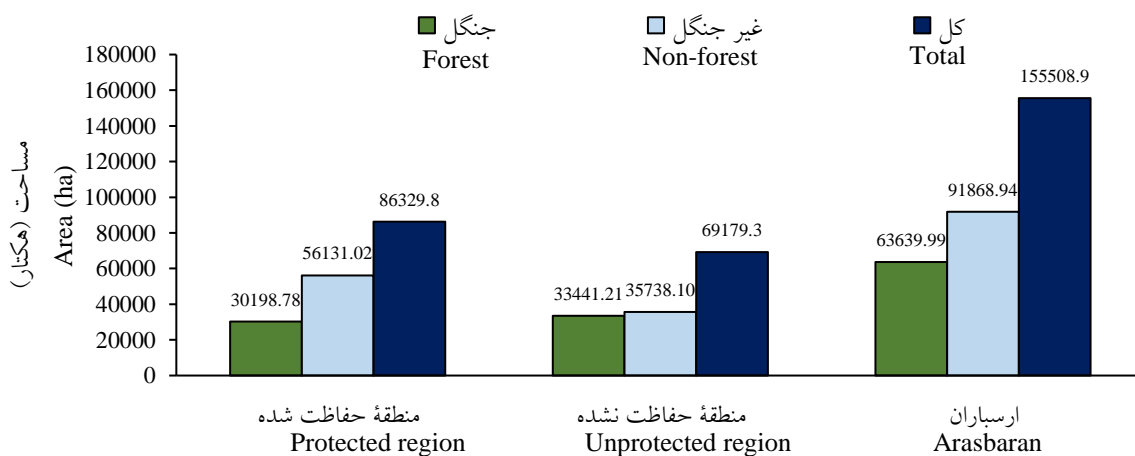 جنگل
Forest
غیر جنگل
Non-forest
کل
Total
مساحت (هکتار)
Area (ha)
180000
160000
140000
120000
100000
80000
60000
40000
20000
0
30198.78
56131.02
86329.8
33441.21
35738.10
69179.3
63639.99
91868.94
155508.9
منطقۀ حفاظت شده
Protected region
منطقۀ حفاظت نشده
Unprotected region
ارسباران
Arasbaran